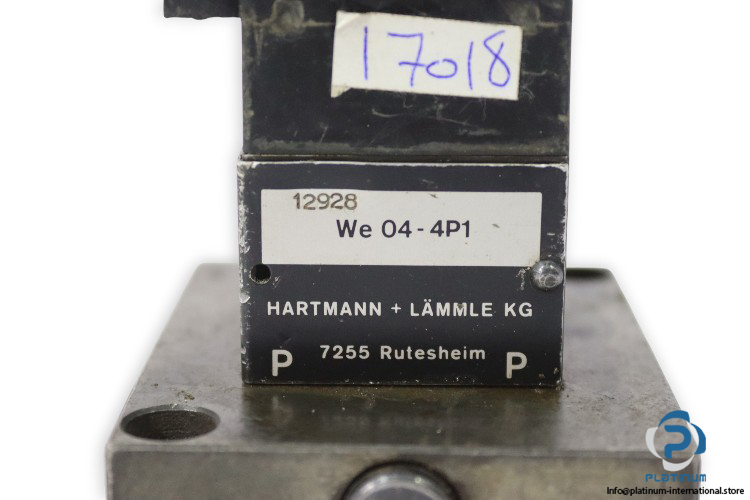 17018
12928
We 04 - 4P1
HARTMANN + LÄMMLE KG
P 7255 Rutesheim P
PLATINUM
Info@platinum-international.store